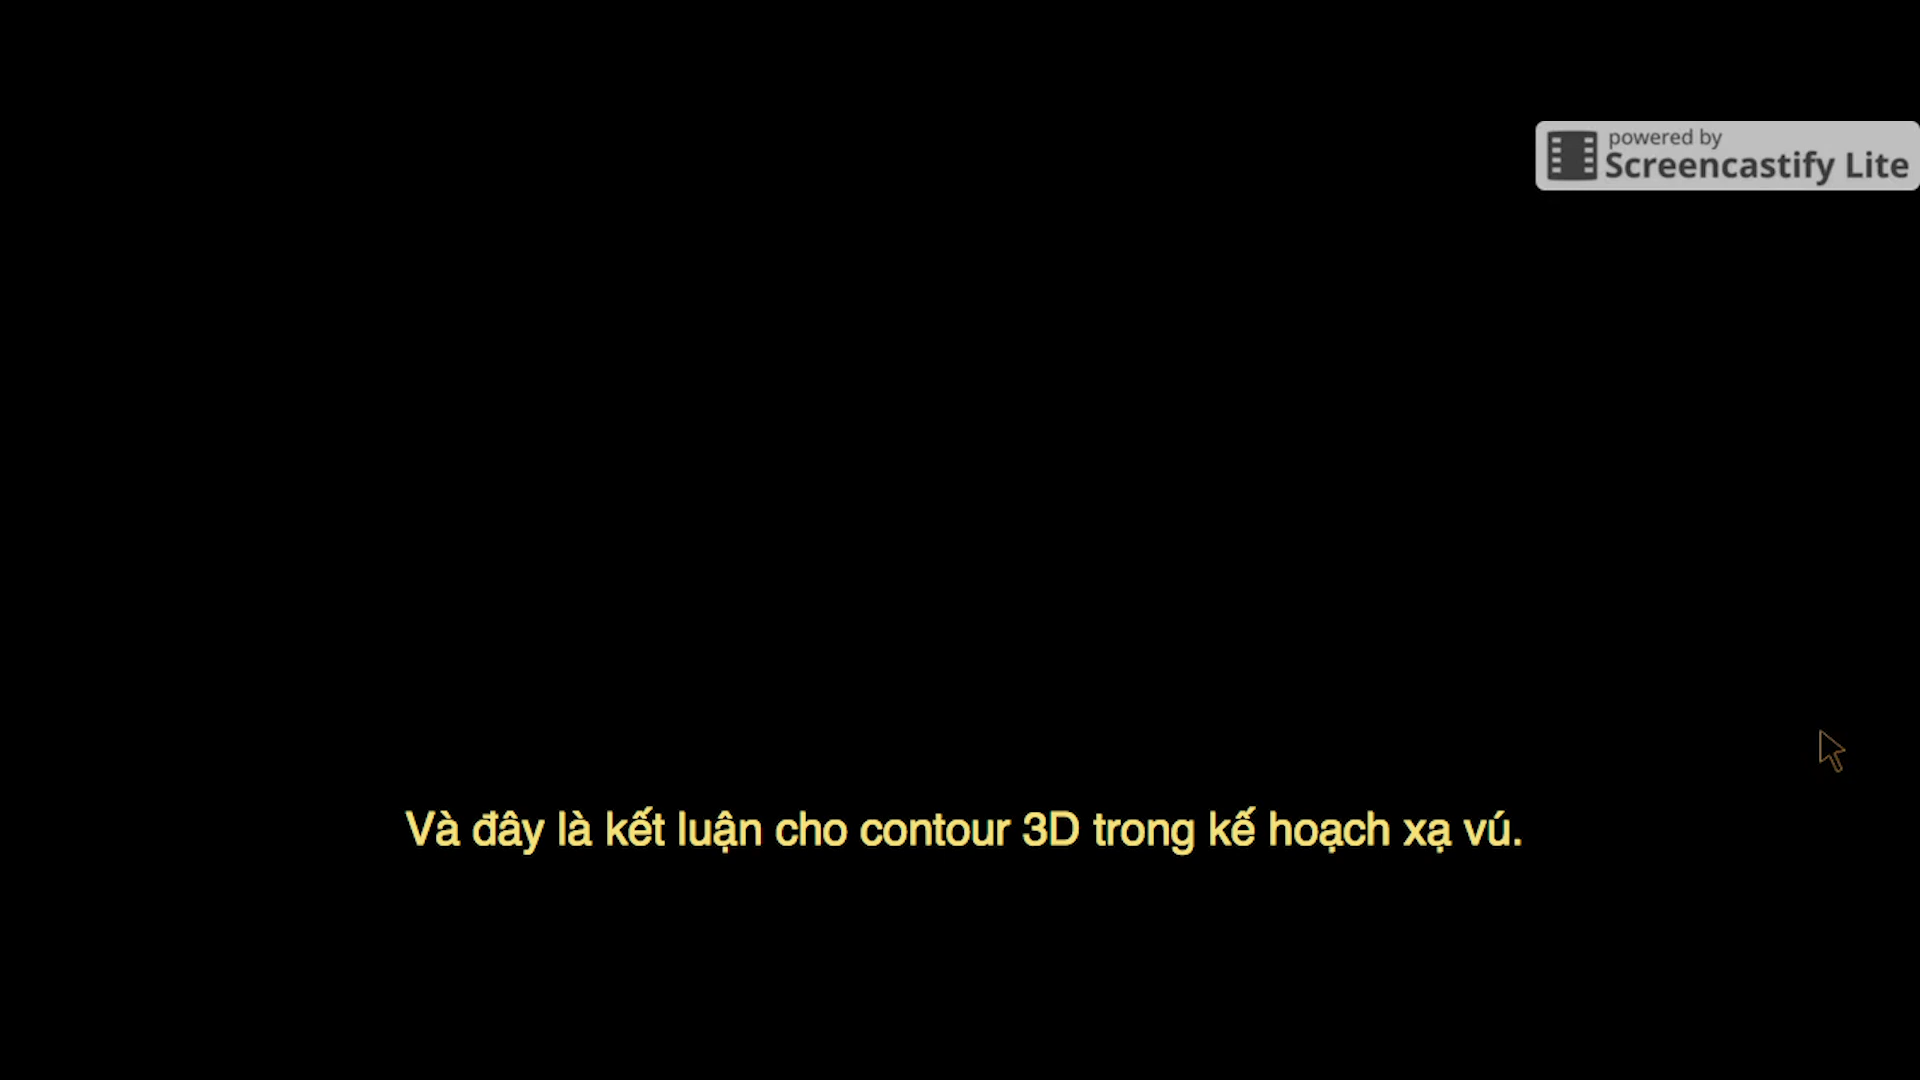 powered by
Screencastify Lite
Và đây là kết luận cho contour 3D trong kế hoạch xạ vú.